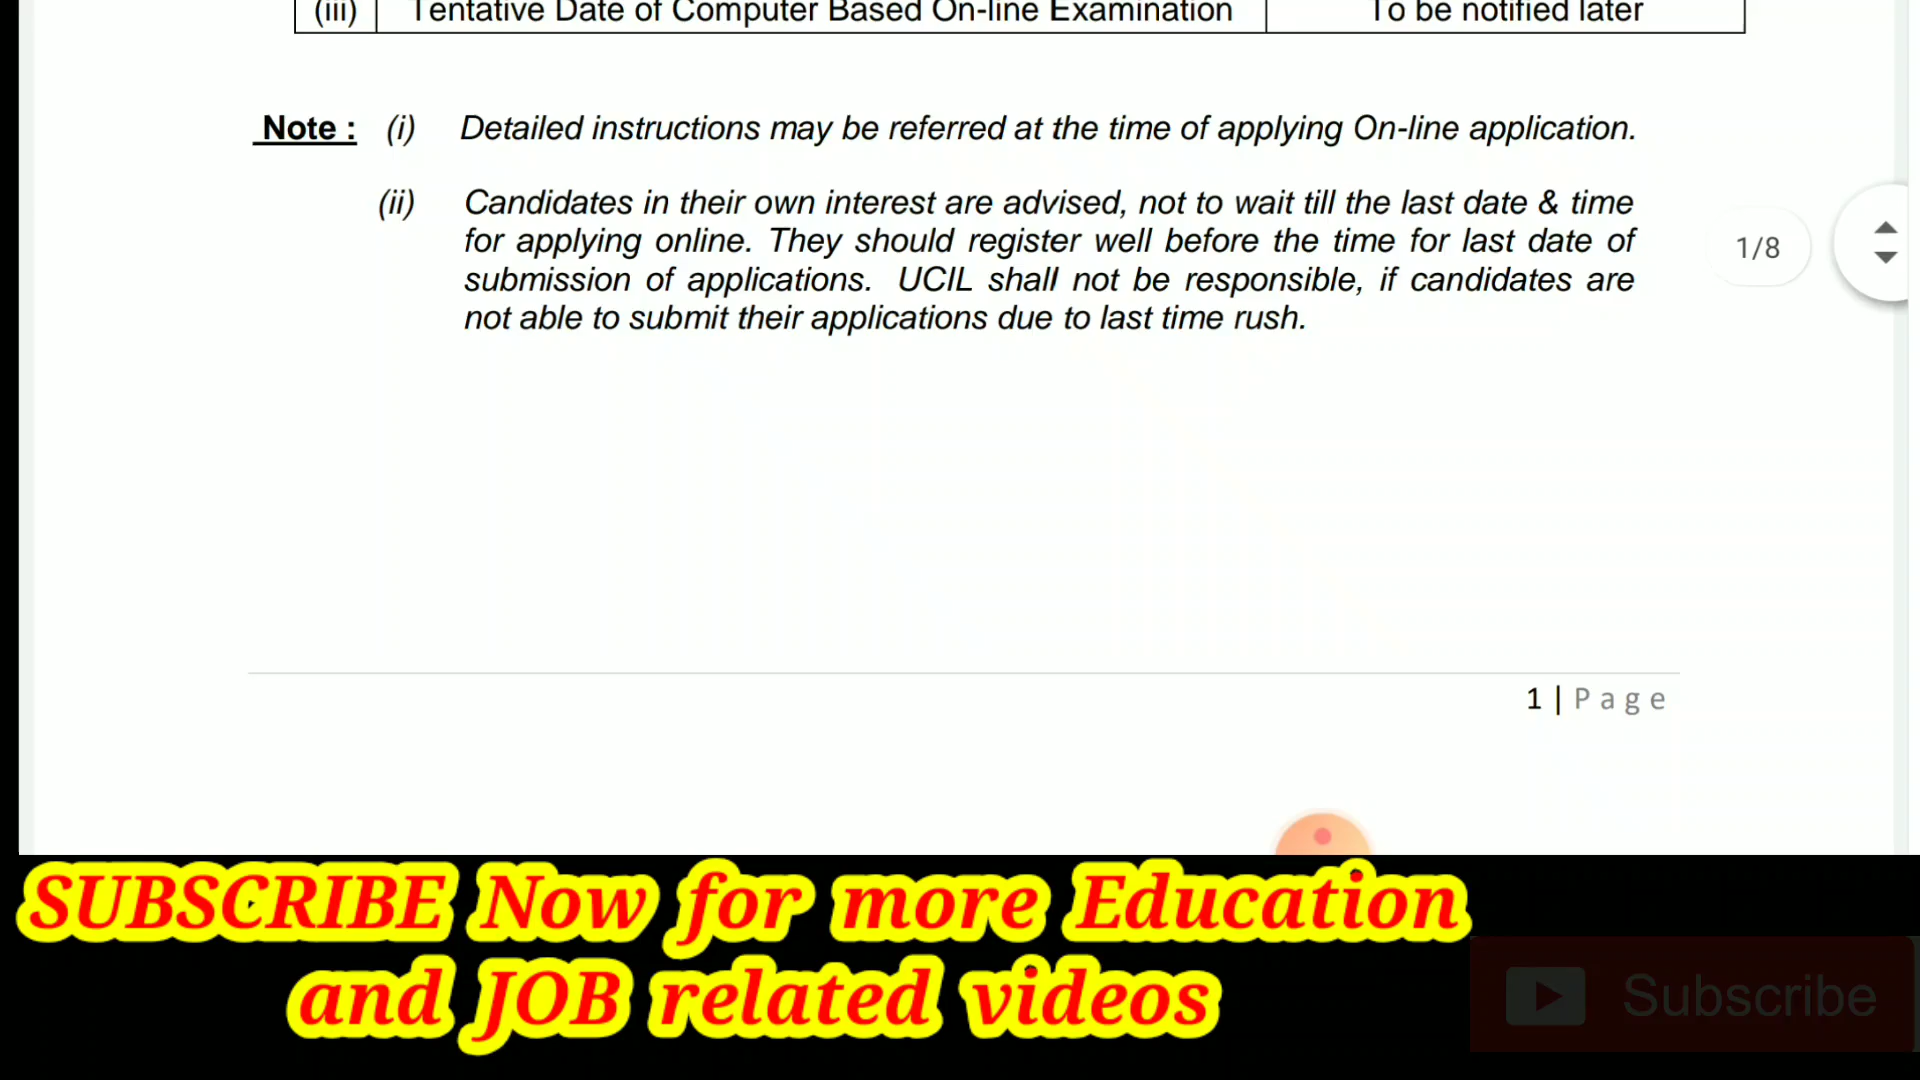 (iii) Tentative Date of Computer Based On-line Examination To be notified later
Note : (i) Detailed instructions may be referred at the time of applying On-line application.
(ii) Candidates in their own interest are advised, not to wait till the last date & time
for applying online. They should register well before the time for last date of
submission of applications. UCIL shall not be responsible, if candidates are
not able to submit their applications due to last time rush.
1/8
1 | Page
SUBSCRIBE Now for more Education
and JOB related videos
Subscribe